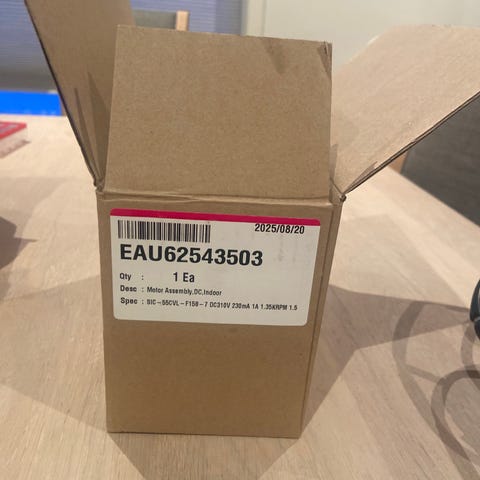 2025/08/20
EAU62543503
Qty : 1 Ea
Desc : Motor Assembly,DC,Indoor
Spec : SIC-55CVL-F158-7 DC310V 230mA 1A 1.35KRPM 1.5